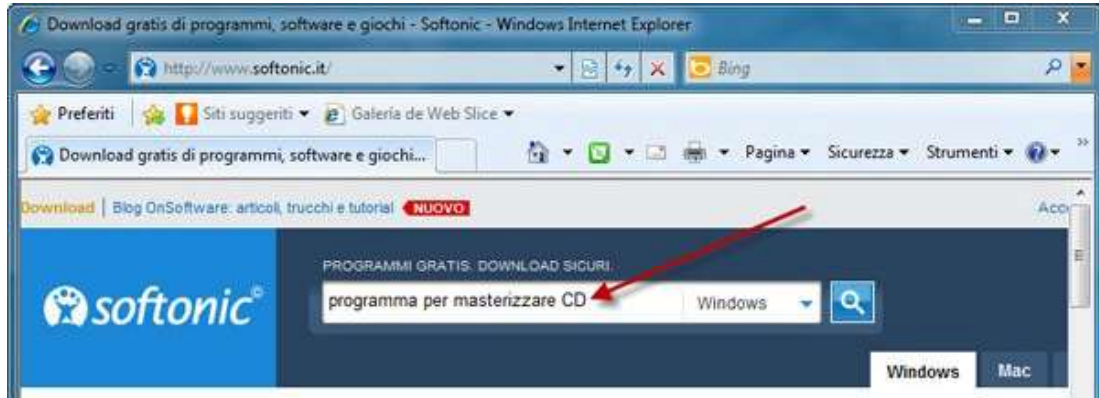 Download gratis di programmi, software e giochi - Softonic - Windows Internet Explorer
http://www.softonic.it/
Bing
Preferiti Siti suggeriti Galería de Web Slice
Download gratis di programmi, software e giochi...
Pagina Sicurezza Strumenti
Download | Blog OnSoftware: articoli, trucchi e tutorial NUOVO
PROGRAMMI GRATIS. DOWNLOAD SICURI.
softonic©
programma per masterizzare CD Windows
Windows Mac